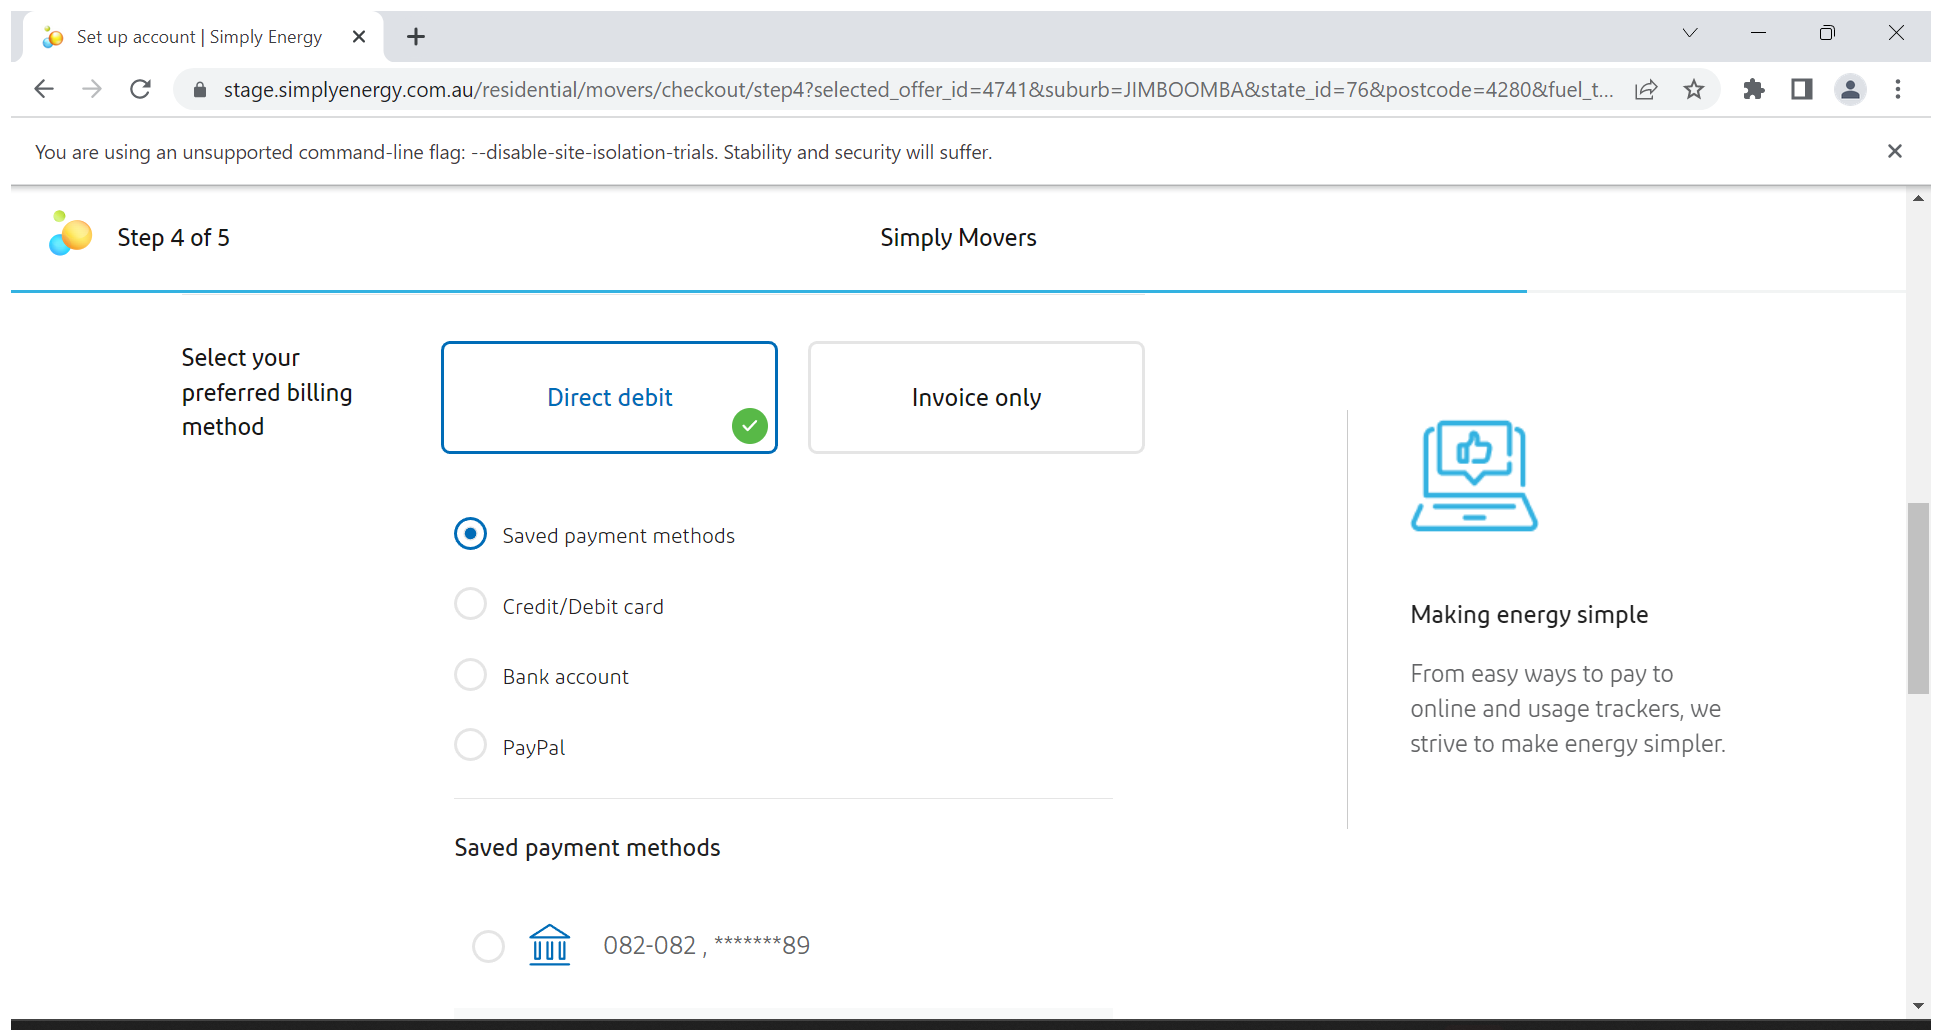 Set up account | Simply Energy
stage.simplyenergy.com.au/residential/movers/checkout/step4?selected_offer_id=4741&suburb=JIMBOOMBA&state_id=76&postcode=4280&fuel_t...
You are using an unsupported command-line flag: --disable-site-isolation-trials. Stability and security will suffer.
Step 4 of 5
Simply Movers
Select your
preferred billing
method
Direct debit
Invoice only
Saved payment methods
Credit/Debit card
Bank account
PayPal
Making energy simple
From easy ways to pay to
online and usage trackers, we
strive to make energy simpler.
Saved payment methods
082-082 , *******89